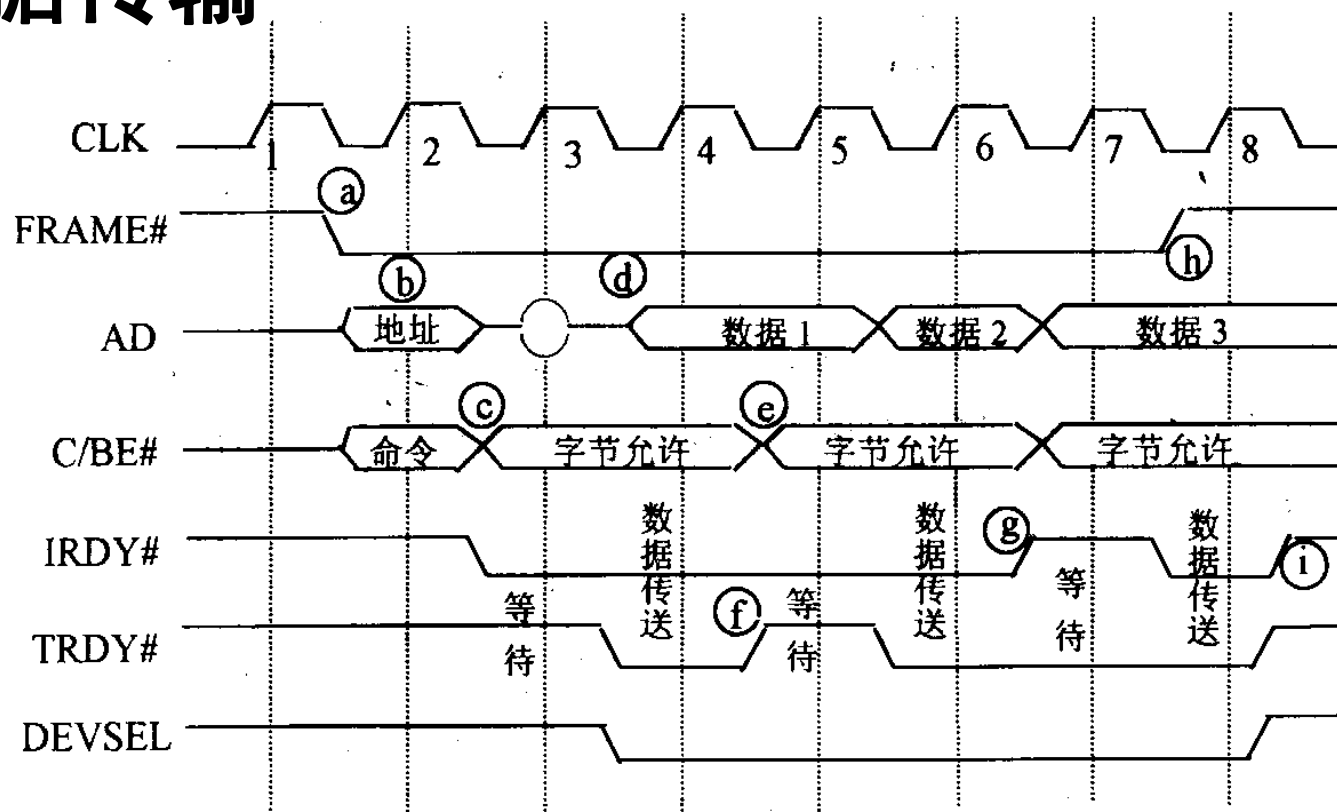 据传输
CLK
1
2
3
4
5
6
7
8
a
FRAME#
h
b
d
AD
地址
数据 1
数据 2
数据 3
c
e
C/BE#
命令
字节允许
字节允许
字节允许
IRDY#
数据传送
数据传送
g
数据传送
i
等待
f
等待
等待
TRDY#
DEVSEL